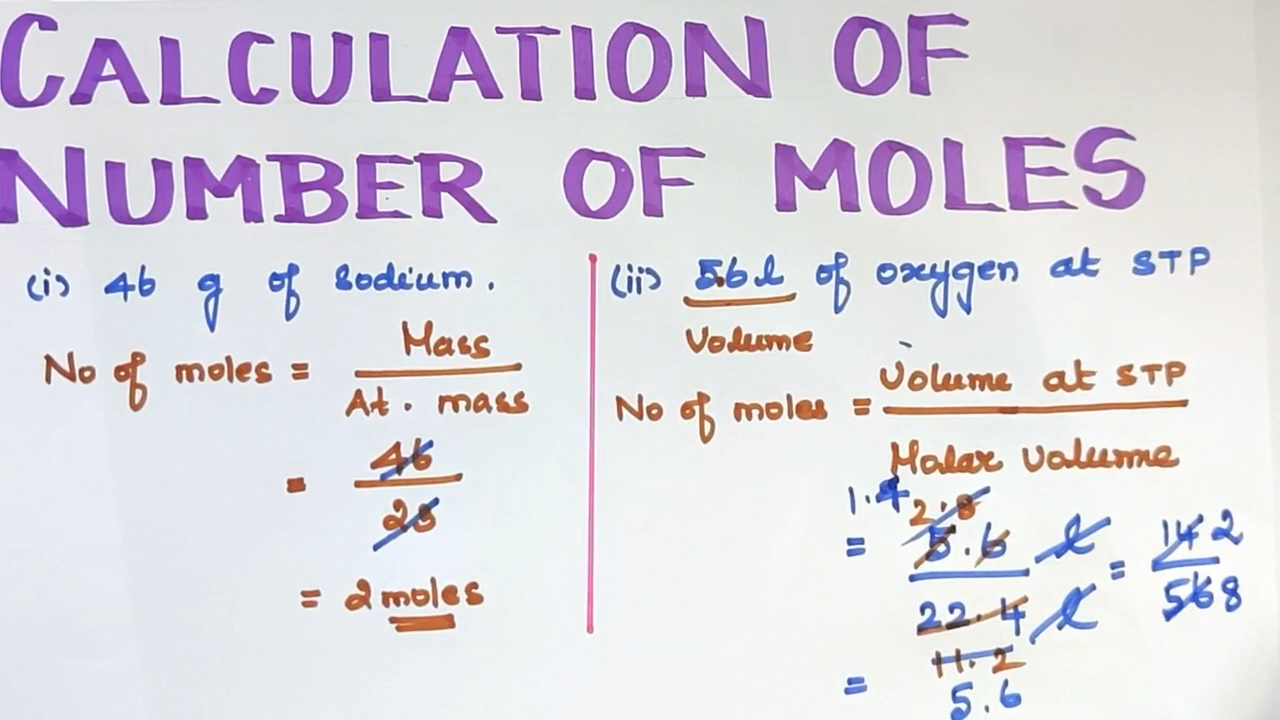 CALCULATION OF
NUMBER OF MOLES
(i) 46 g of sodium.
No of moles = Mass
At. mass
= 46
23
= 2 moles
(ii) 5.6 l of oxygen at STP
Volume
No of moles = Volume at STP
Molar volume
1.4 2.8
= 5.6 l = 14 2
22.4 l 56 8
11.2
= 5.6